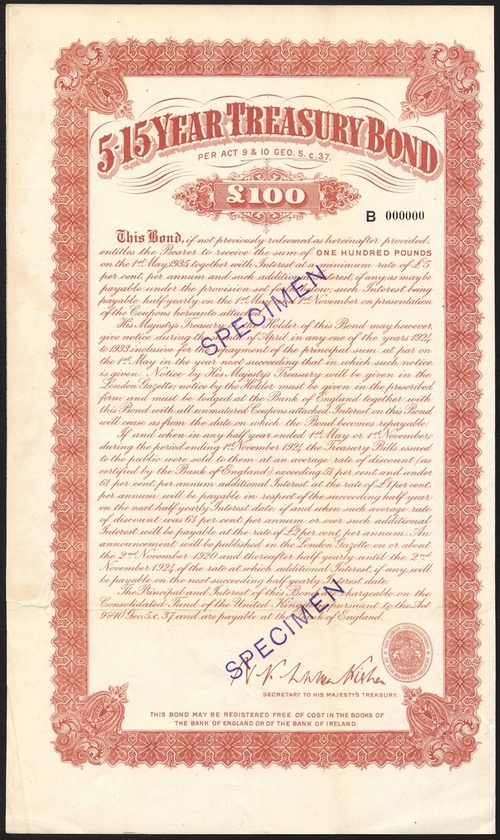 5-15 YEAR TREASURY BOND
PER ACT 9 & 10 GEO. 5. c. 37.
£100
B 000000
This Bond, if not previously redeemed as hereinafter provided,
entitles the Bearer to receive the sum of ONE HUNDRED POUNDS
on the 1st May, 1935, together with Interest at a minimum rate of £5
per cent. per annum and such additional interest, if any, as may be
payable under the provision set
such Interest being
payable half-yearly on the 1st
1st November, on presentation
of the Coupons hereunto
SPECIMEN
His Majesty's Treasury
Holder of this Bond may however,
give notice during
of April in any one of the years 1924
to 1933 inclusive for
payment of the principal sum at par on
the 1st May in the year next succeeding that in which such notice
is given. Notice by His Majesty's Treasury will be given in the
London Gazette; notice by the Holder must be given in the prescribed
form and must be lodged at the Bank of England together with
this Bond with all unmatured Coupons attached. Interest on this Bond
will cease as from the date on which the Bond becomes repayable.
If and when in any half year ended 1st May or 1st November,
during the period ending 1st November 1924, the Treasury Bills issued
to the public were sold to them at an average rate of discount (as
certified by the Bank of England) exceeding 5½ per cent. and under
6½ per cent. per annum, additional Interest at the rate of £1 per cent.
per annum will be payable in respect of the succeeding half year
on the next half-yearly Interest date; if and when such average rate
of discount was 6½ per cent. per annum or over such additional
Interest will be payable at the rate of £2 per cent. per annum. An
announcement will be published in the London Gazette on or about
the 2nd November 1920 and thereafter half yearly until the 2nd
November 1924 of the rate at which additional Interest, if any, will
be payable on the next succeeding half yearly Interest date.
The Principal and Interest of this Bond
chargeable on the
Consolidated Fund of the United Kingdom pursuant to the Act
9 & 10 Geo. 5. c. 37, and are payable at the Bank of England.
SPECIMEN
SECRETARY TO HIS MAJESTY'S TREASURY.
THIS BOND MAY BE REGISTERED FREE OF COST IN THE BOOKS OF
THE BANK OF ENGLAND OR OF THE BANK OF IRELAND.